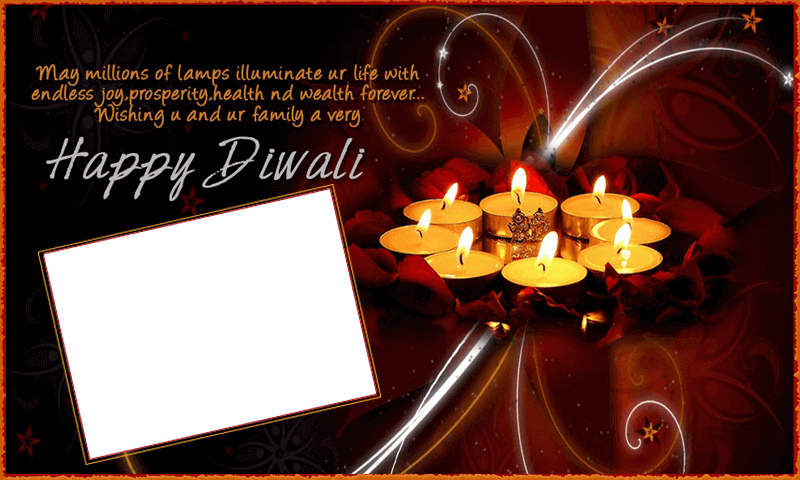 May millions of lamps illuminate ur life with
endless joy,prosperity,health nd wealth forever...
Wishing u and ur family a very
Happy Diwali